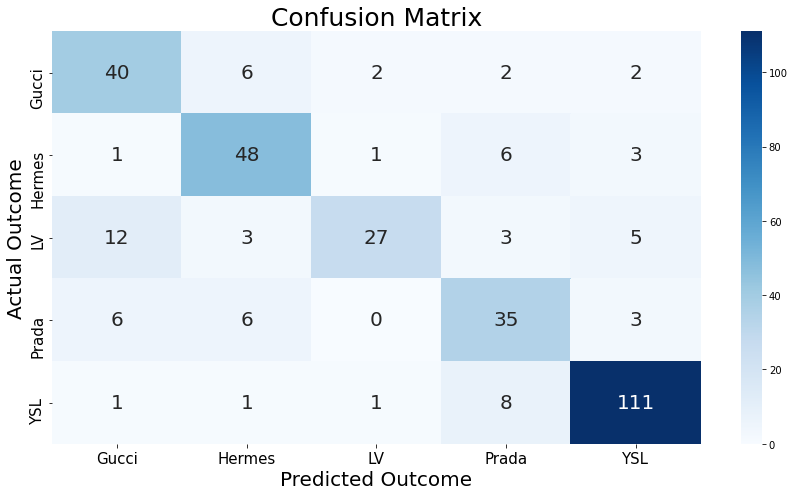 Confusion Matrix
Gucci 40 6 2 2 2
Hermes 1 48 1 6 3
LV 12 3 27 3 5
Prada 6 6 0 35 3
YSL 1 1 1 8 111
Gucci Hermes LV Prada YSL
Predicted Outcome
Actual Outcome
100
80
60
40
20
0